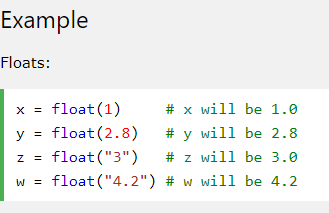 Example
Floats:
x = float(1)     # x will be 1.0
y = float(2.8)   # y will be 2.8
z = float("3")   # z will be 3.0
w = float("4.2") # w will be 4.2